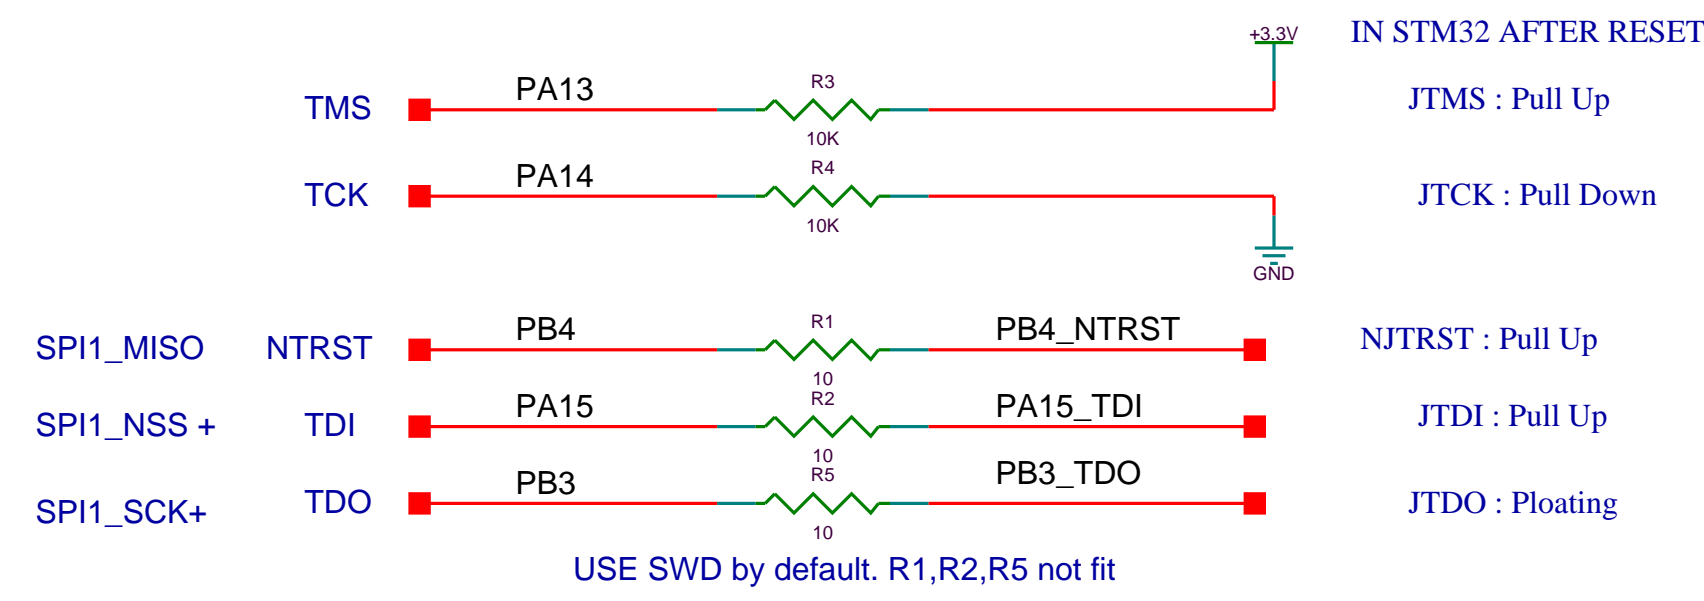 +3.3V
IN STM32 AFTER RESET
TMS
PA13
R3
10K
JTMS : Pull Up
TCK
PA14
R4
10K
JTCK : Pull Down
GND
SPI1_MISO
NTRST
PB4
R1
10
PB4_NTRST
NJTRST : Pull Up
SPI1_NSS +
TDI
PA15
R2
10
PA15_TDI
JTDI : Pull Up
SPI1_SCK+
TDO
PB3
R5
10
PB3_TDO
JTDO : Ploating
USE SWD by default. R1,R2,R5 not fit